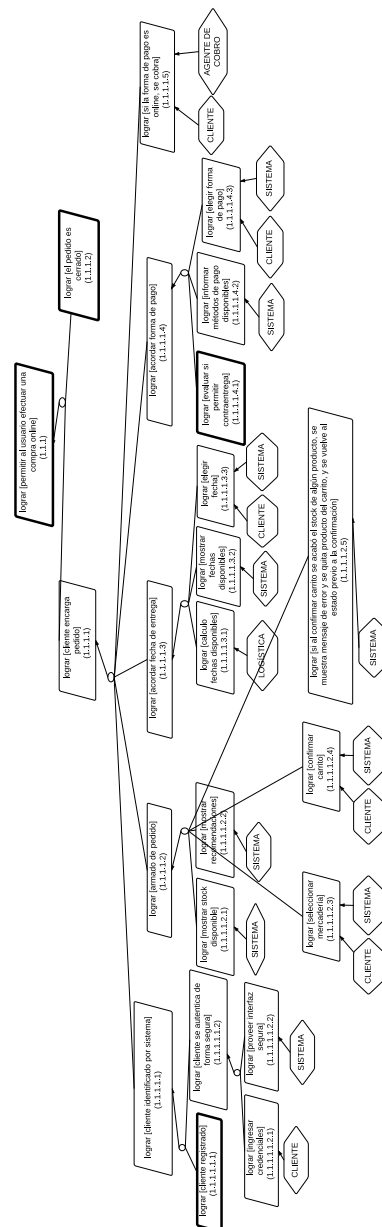 lograr [permitir al usuario efectuar una
compra online]
(1.1.1)
lograr [cliente encarga
pedido]
(1.1.1.1)
lograr [el pedido es
cerrado]
(1.1.1.2)
lograr [cliente identificado por sistema]
(1.1.1.1.1)
lograr [armado de pedido]
(1.1.1.1.2)
lograr [acordar fecha de entrega]
(1.1.1.1.3)
lograr [acordar forma de pago]
(1.1.1.1.4)
lograr [si la forma de pago es
online, se cobra]
(1.1.1.1.5)
CLIENTE
AGENTE DE
COBRO
lograr [cliente registrado]
(1.1.1.1.1.1)
lograr [cliente se autentica de
forma segura]
(1.1.1.1.1.2)
lograr [mostrar stock
disponible]
(1.1.1.1.2.1)
lograr [mostrar
recomendaciones]
(1.1.1.1.2.2)
lograr [calculo
fechas disponibles]
(1.1.1.1.3.1)
lograr [mostrar
fechas
disponibles]
(1.1.1.1.3.2)
lograr [elegir
fecha]
(1.1.1.1.3.3)
lograr [evaluar si
permitir
contraentrega]
(1.1.1.1.4.1)
lograr [informar
métodos de pago
disponibles]
(1.1.1.1.4.2)
lograr [elegir forma
de pago]
(1.1.1.1.4.3)
lograr [ingresar
credenciales]
(1.1.1.1.1.2.1)
lograr [proveer interfaz
segura]
(1.1.1.1.1.2.2)
SISTEMA
SISTEMA
LOGÍSTICA
SISTEMA
CLIENTE
SISTEMA
SISTEMA
CLIENTE
SISTEMA
CLIENTE
SISTEMA
lograr [seleccionar
mercadería]
(1.1.1.1.2.3)
lograr [confirmar
carrito]
(1.1.1.1.2.4)
lograr [si al confirmar carrito se acabó el stock de algún producto, se
muestra mensaje de error y se quita producto del carrito, y se vuelve al
estado previo a la confirmación]
(1.1.1.1.2.5)
CLIENTE
SISTEMA
CLIENTE
SISTEMA
SISTEMA